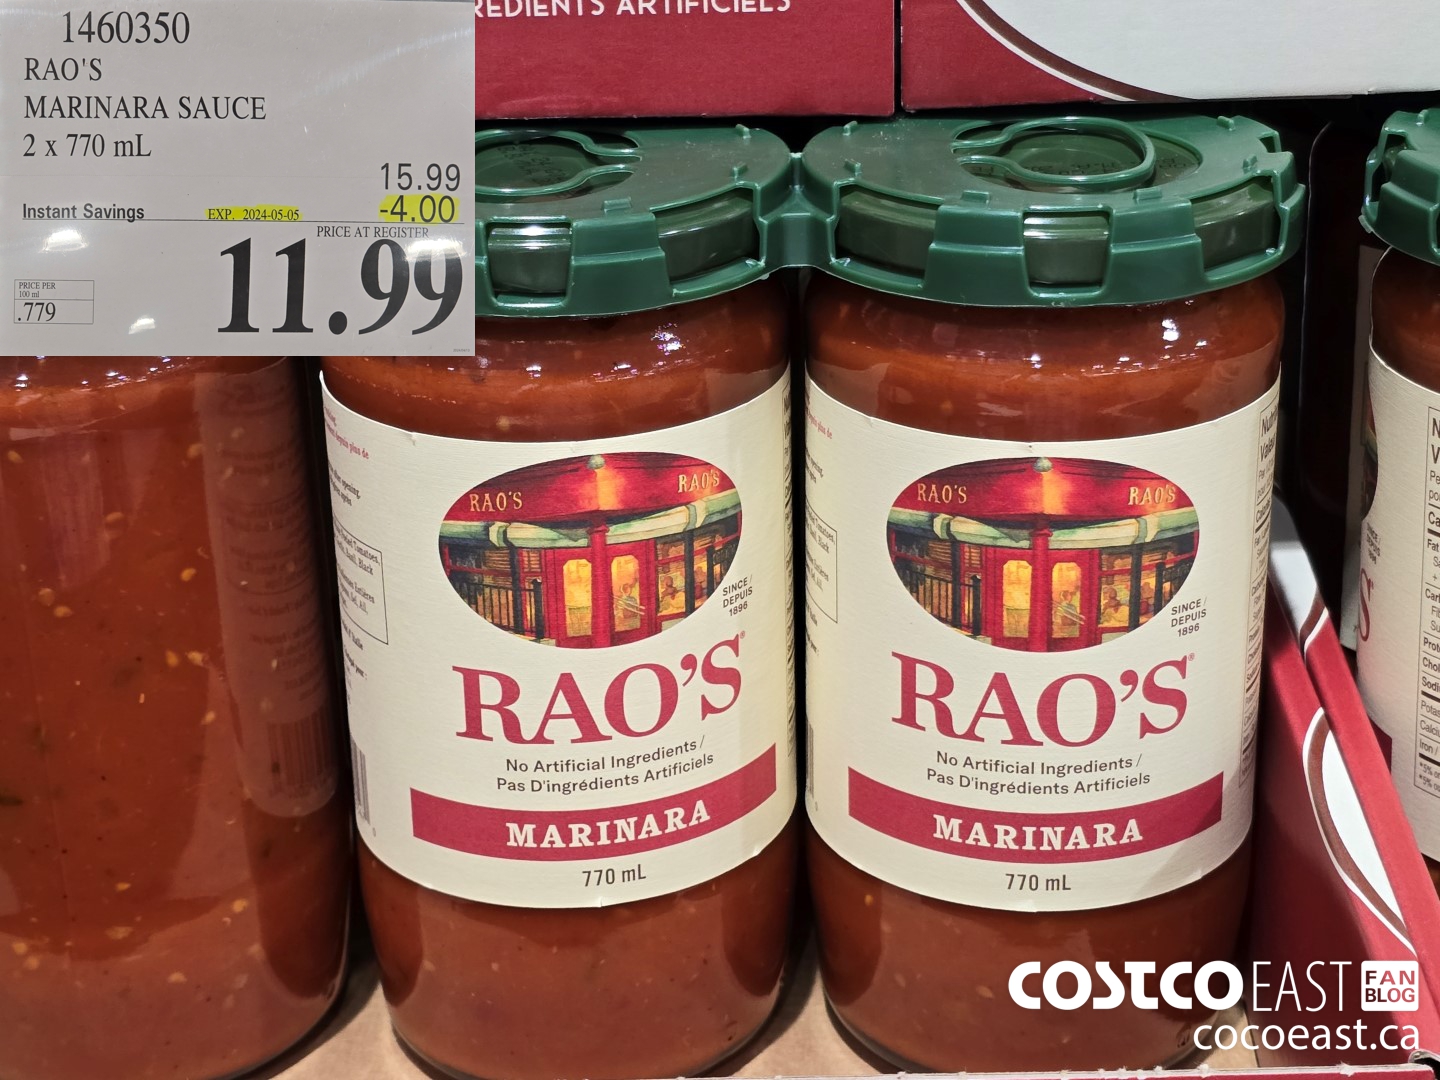 REDIENTS ARTIFICIELS
1460350
RAO'S
MARINARA SAUCE
2 x 770 mL
15.99
Instant Savings EXP. 2024-05-05 -4.00
PRICE AT REGISTER
11.99
PRICE PER
100 ml
.779
RAO'S RAO'S
SINCE/
DEPUIS
1896
RAO'S®
No Artificial Ingredients/
Pas D'ingrédients Artificiels
MARINARA
770 mL
RAO'S RAO'S
SINCE/
DEPUIS
1896
RAO'S®
No Artificial Ingredients/
Pas D'ingrédients Artificiels
MARINARA
770 mL
COSTCO EAST FAN BLOG
cocoeast.ca